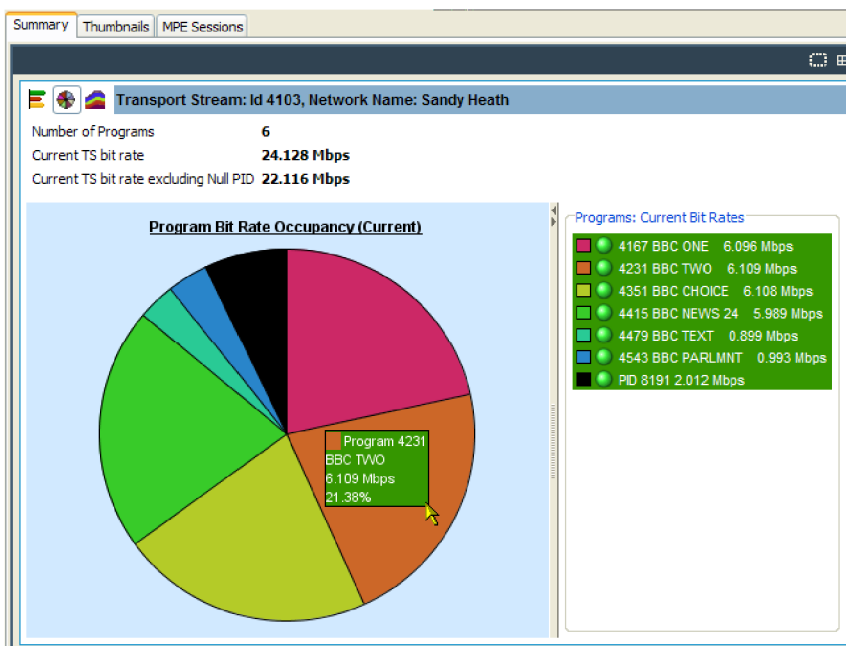 Summary Thumbnails MPE Sessions
Transport Stream: Id 4103, Network Name: Sandy Heath
Number of Programs 6
Current TS bit rate 24.128 Mbps
Current TS bit rate excluding Null PID 22.116 Mbps
Program Bit Rate Occupancy (Current)
Program 4231
BBC TWO
6.109 Mbps
21.38%
Programs: Current Bit Rates
4167 BBC ONE 6.096 Mbps
4231 BBC TWO 6.109 Mbps
4351 BBC CHOICE 6.108 Mbps
4415 BBC NEWS 24 5.989 Mbps
4479 BBC TEXT 0.899 Mbps
4543 BBC PARLMNT 0.993 Mbps
PID 8191 2.012 Mbps